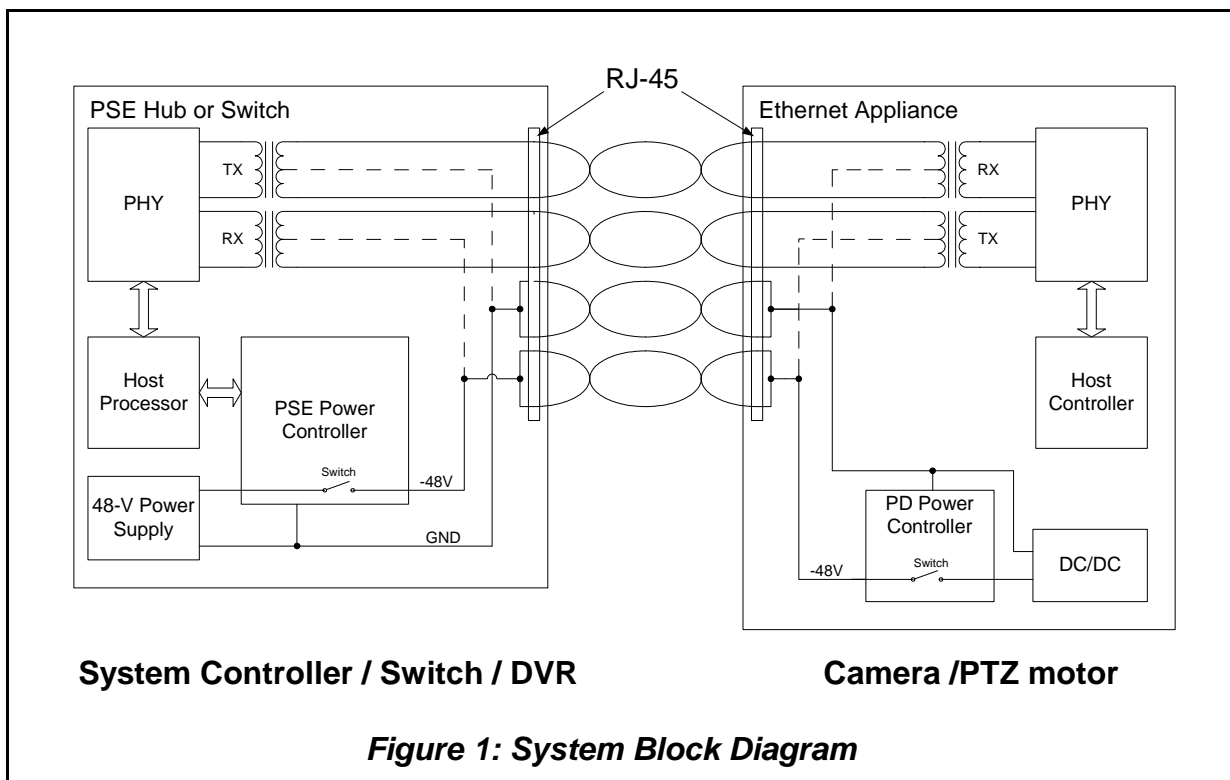 RJ-45
PSE Hub or Switch
Ethernet Appliance
PHY
TX
RX
RX
TX
PHY
Host
Processor
PSE Power
Controller
Switch
-48V
48-V Power
Supply
GND
Host
Controller
PD Power
Controller
Switch
-48V
DC/DC
System Controller / Switch / DVR
Camera /PTZ motor
Figure 1: System Block Diagram